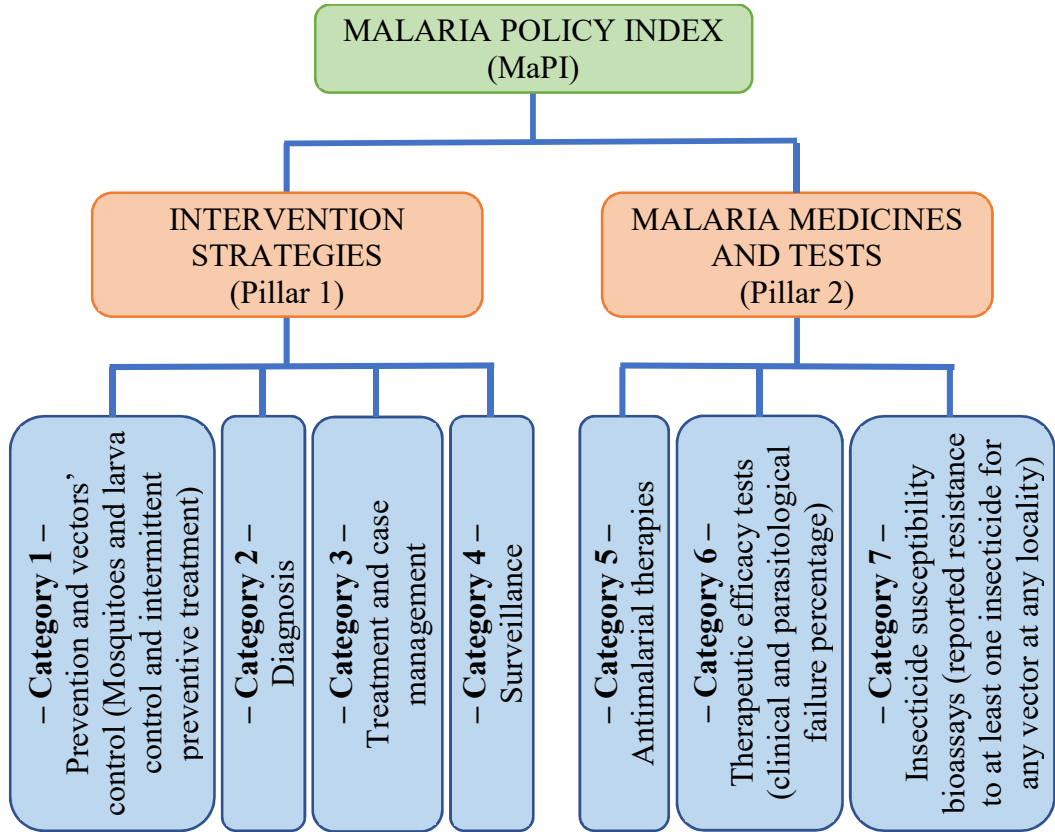 MALARIA POLICY INDEX
(MaPI)
INTERVENTION
STRATEGIES
(Pillar 1)
MALARIA MEDICINES
AND TESTS
(Pillar 2)
– Category 1 –
Prevention and vectors’
control (Mosquitoes and larva
control and intermittent
preventive treatment)
– Category 2 –
Diagnosis
– Category 3 –
Treatment and case
management
– Category 4 –
Surveillance
– Category 5 –
Antimalarial therapies
– Category 6 –
Therapeutic efficacy tests
(clinical and parasitological
failure percentage)
– Category 7 –
Insecticide susceptibility
bioassays (reported resistance
to at least one insecticide for
any vector at any locality)